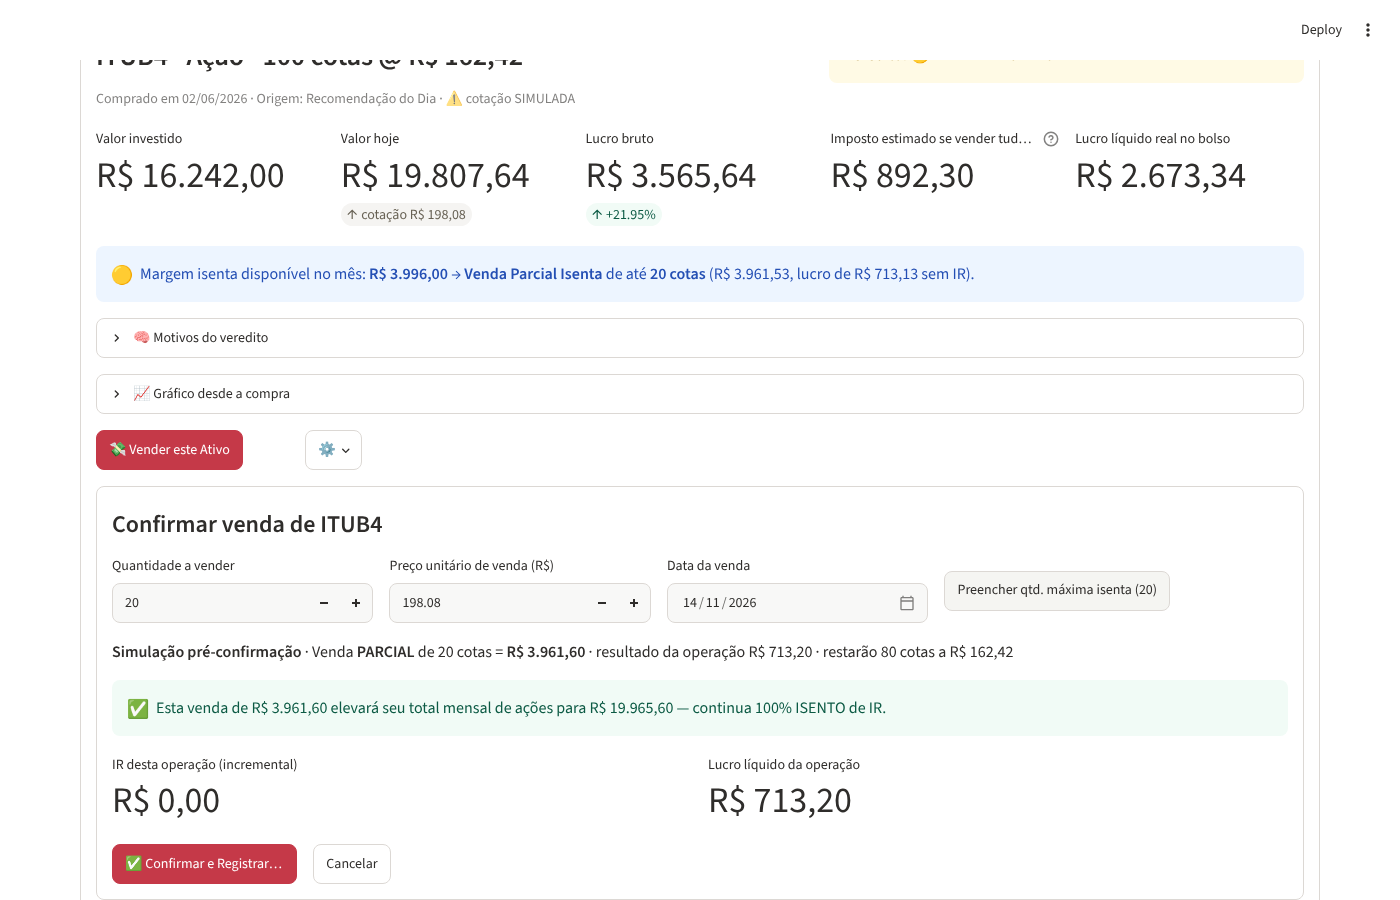 Deploy
ITUB4 · Ação · 100 cotas @ R$ 162,42
Comprado em 02/06/2026 · Origem: Recomendação do Dia · ⚠️ cotação SIMULADA
Valor investido
R$ 16.242,00
Valor hoje
R$ 19.807,64
↑ cotação R$ 198,08
Lucro bruto
R$ 3.565,64
↑ +21.95%
Imposto estimado se vender tud…
R$ 892,30
Lucro líquido real no bolso
R$ 2.673,34
🟡 Margem isenta disponível no mês: R$ 3.996,00 → Venda Parcial Isenta de até 20 cotas (R$ 3.961,53, lucro de R$ 713,13 sem IR).
🧠 Motivos do veredito
📈 Gráfico desde a compra
💸 Vender este Ativo
⚙️
Confirmar venda de ITUB4
Quantidade a vender
20
Preço unitário de venda (R$)
198.08
Data da venda
14/11/2026
Preencher qtd. máxima isenta (20)
Simulação pré-confirmação · Venda PARCIAL de 20 cotas = R$ 3.961,60 · resultado da operação R$ 713,20 · restarão 80 cotas a R$ 162,42
✅ Esta venda de R$ 3.961,60 elevará seu total mensal de ações para R$ 19.965,60 — continua 100% ISENTO de IR.
IR desta operação (incremental)
R$ 0,00
Lucro líquido da operação
R$ 713,20
✅ Confirmar e Registrar…
Cancelar